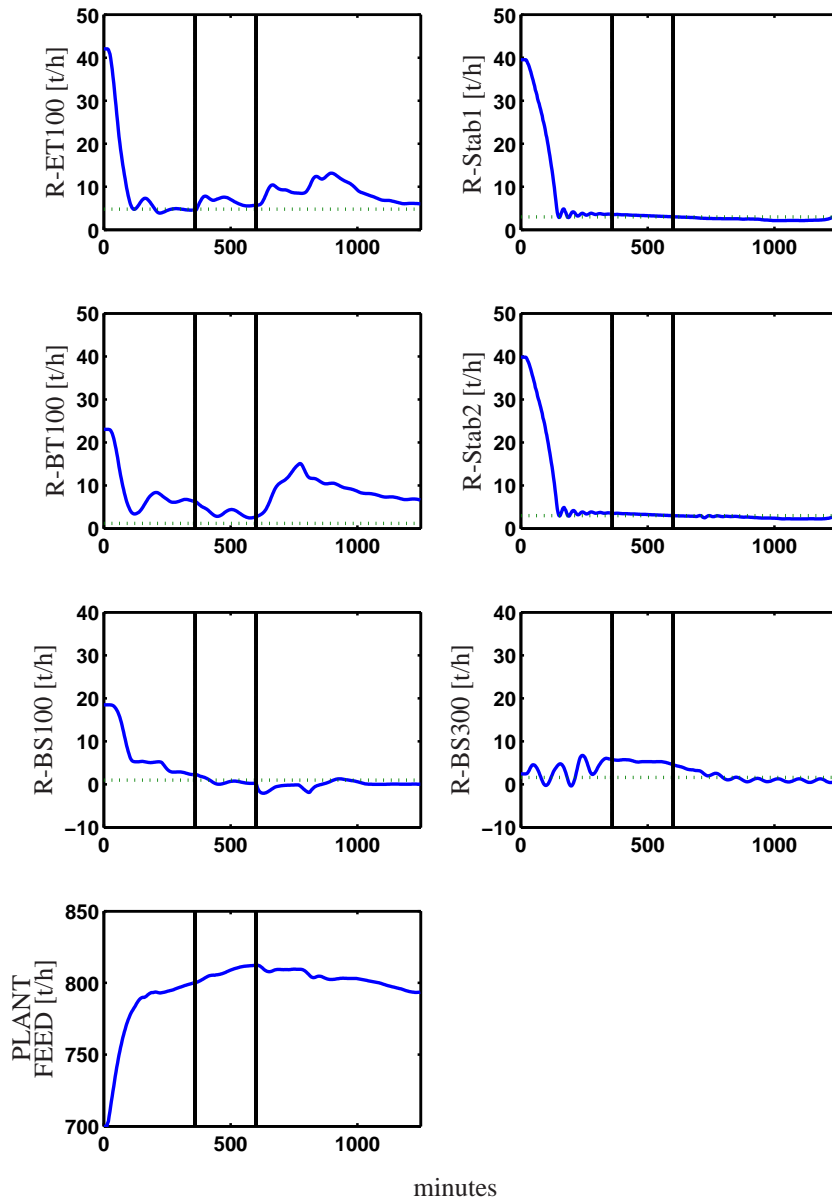 R-ET100 [t/h]
50
40
30
20
10
0
0 500 1000
R-Stab1 [t/h]
50
40
30
20
10
0
0 500 1000
R-BT100 [t/h]
50
40
30
20
10
0
0 500 1000
R-Stab2 [t/h]
50
40
30
20
10
0
0 500 1000
R-BS100 [t/h]
40
30
20
10
0
−10
0 500 1000
R-BS300 [t/h]
40
30
20
10
0
−10
0 500 1000
PLANT
FEED [t/h]
850
800
750
700
0 500 1000
minutes